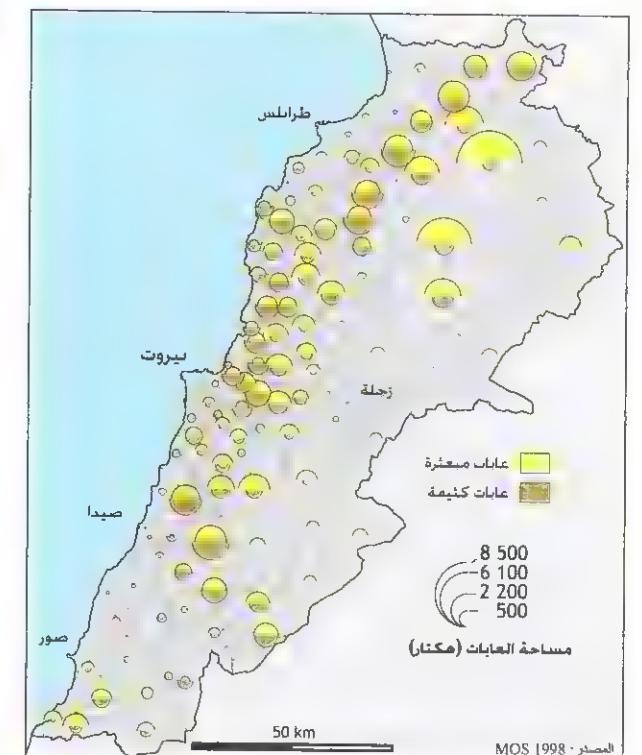 طرابلس
بيروت
زحلة
غابات مبعثرة
غابات كثيفة
صيدا
8 500
6 100
2 200
500
مساحة الغابات (هكتار)
صور
50 km
المصدر: MOS 1998